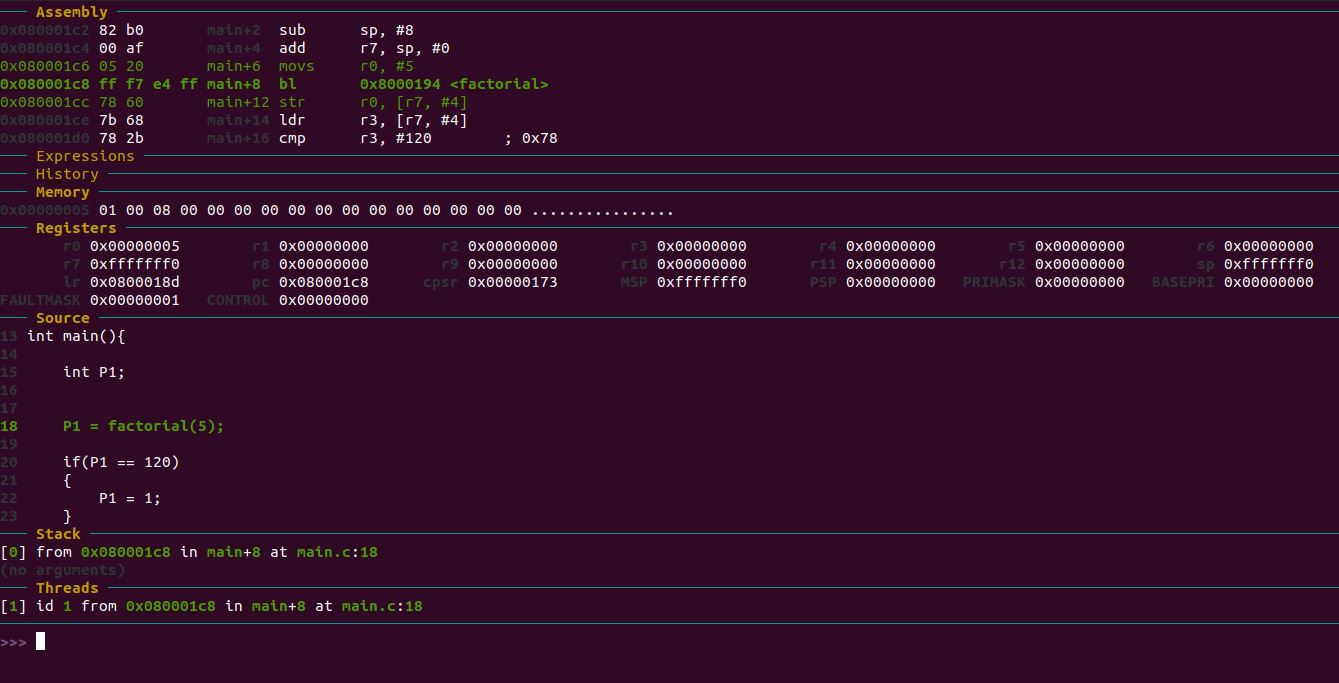 Assembly
0x080001c2 82 b0 main+2 sub sp, #8
0x080001c4 00 af main+4 add r7, sp, #0
0x080001c6 05 20 main+6 movs r0, #5
0x080001c8 ff f7 e4 ff main+8 bl 0x8000194 <factorial>
0x080001cc 78 60 main+12 str r0, [r7, #4]
0x080001ce 7b 68 main+14 ldr r3, [r7, #4]
0x080001d0 78 2b main+16 cmp r3, #120 ; 0x78
Expressions
History
Memory
0x00000005 01 00 08 00 00 00 00 00 00 00 00 00 00 00 00 00 ................
Registers
r0 0x00000005 r1 0x00000000 r2 0x00000000 r3 0x00000000 r4 0x00000000 r5 0x00000000 r6 0x00000000
r7 0xfffffff0 r8 0x00000000 r9 0x00000000 r10 0x00000000 r11 0x00000000 r12 0x00000000 sp 0xfffffff0
lr 0x0800018d pc 0x080001c8 cpsr 0x00000173 MSP 0xfffffff0 PSP 0x00000000 PRIMASK 0x00000000 BASEPRI 0x00000000
FAULTMASK 0x00000001 CONTROL 0x00000000
Source
13 int main(){
14
15 int P1;
16
17
18 P1 = factorial(5);
19
20 if(P1 == 120)
21 {
22 P1 = 1;
23 }
Stack
[0] from 0x080001c8 in main+8 at main.c:18
(no arguments)
Threads
[1] id 1 from 0x080001c8 in main+8 at main.c:18
>>>